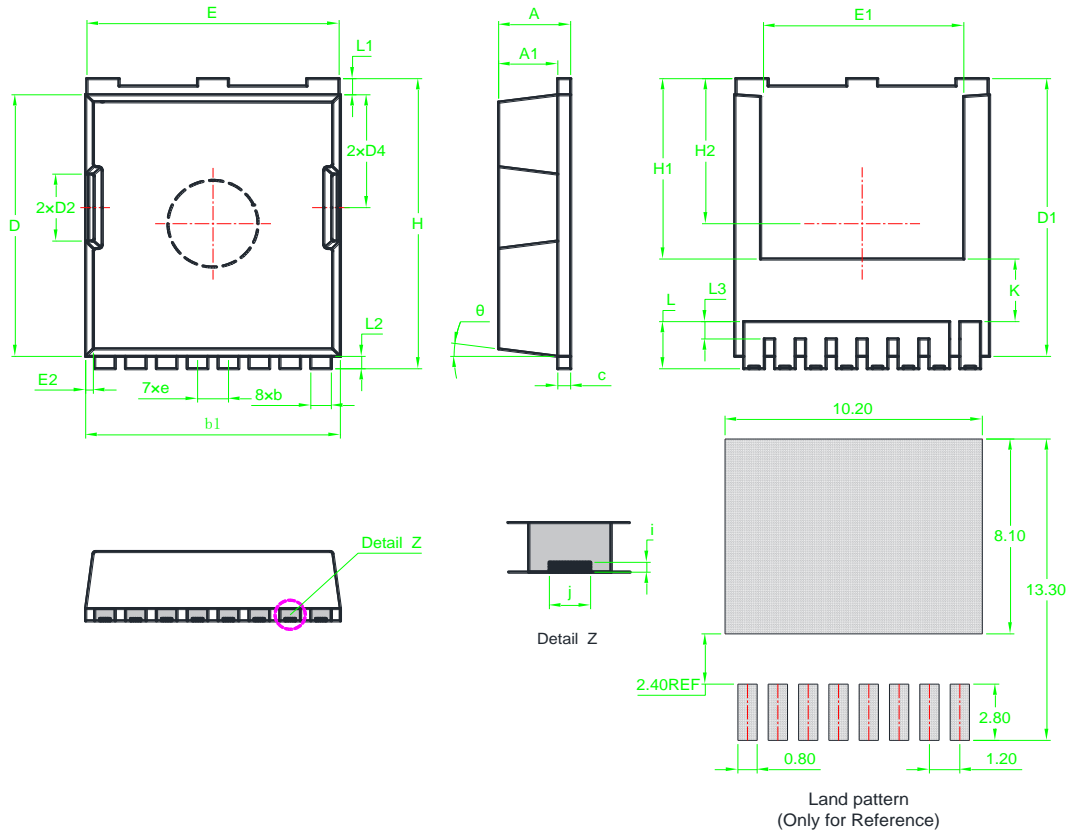 E
A
E1
L1
A1
2×D4
H1
H2
2×D2
D
H
D1
L3
L
K
θ
L2
E2
7×e
8×b
c
b1
10.20
Detail Z
i
8.10
j
13.30
Detail Z
2.40REF
2.80
0.80
1.20
Land pattern
(Only for Reference)